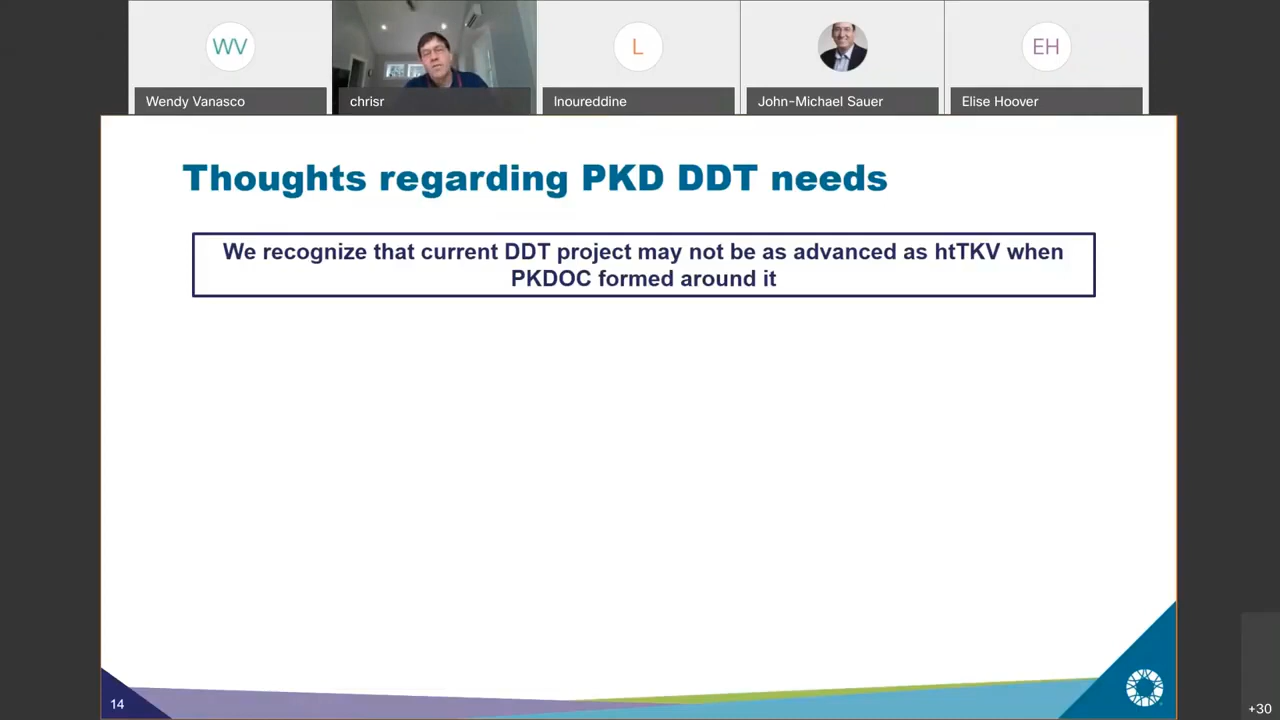 WV
L
EH
Wendy Vanasco
chrisr
lnoureddine
John-Michael Sauer
Elise Hoover
Thoughts regarding PKD DDT needs
We recognize that current DDT project may not be as advanced as htTKV when
PKDOC formed around it
14
+30